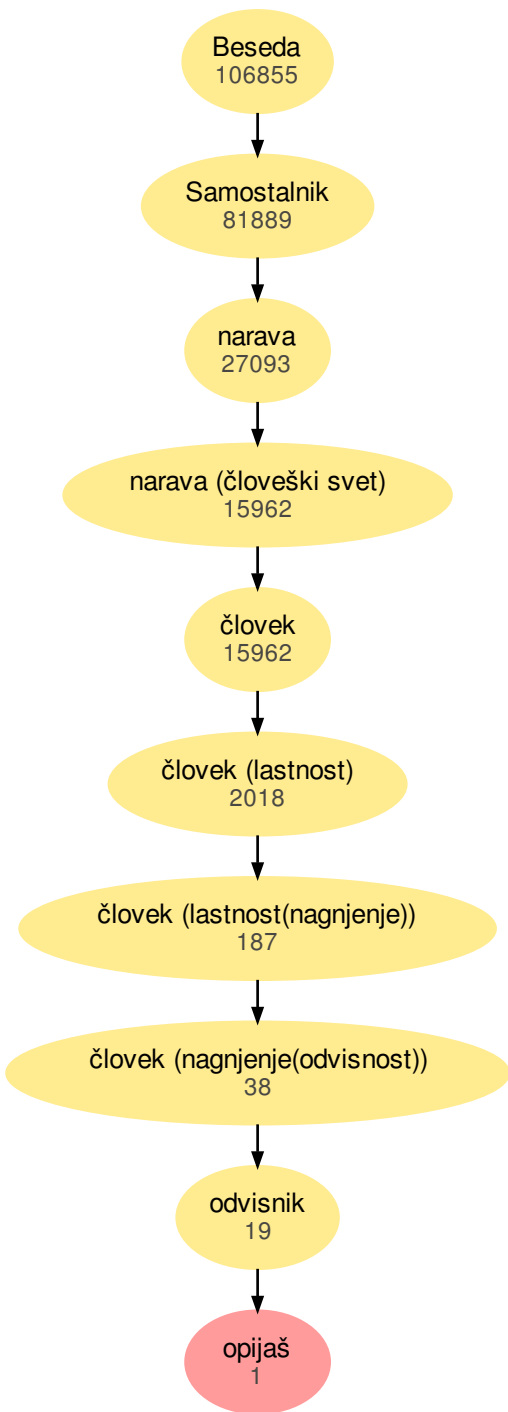 Beseda
106855
Samostalnik
81889
narava
27093
narava (človeški svet)
15962
človek
15962
človek (lastnost)
2018
človek (lastnost(nagnjenje))
187
človek (nagnjenje(odvisnost))
38
odvisnik
19
opijaš
1